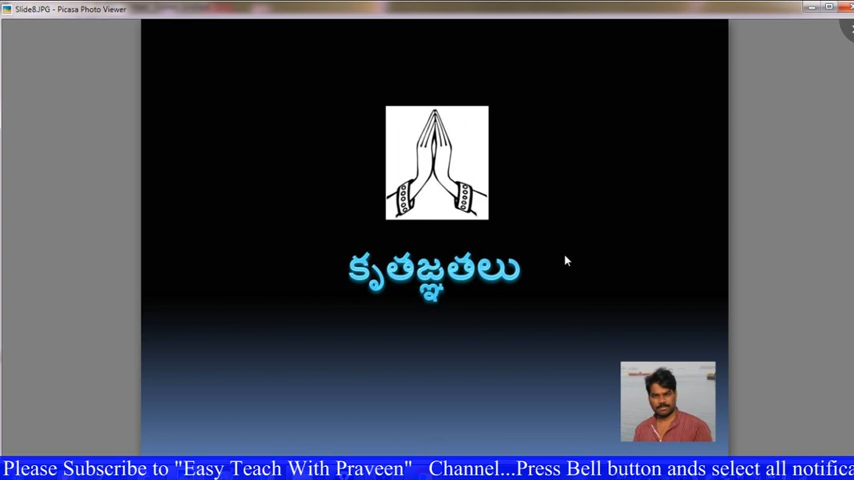 Slide8.JPG - Picasa Photo Viewer
కృతజ్ఞతలు
Please Subscribe to "Easy Teach With Praveen" Channel...Press Bell button ands select all notifica